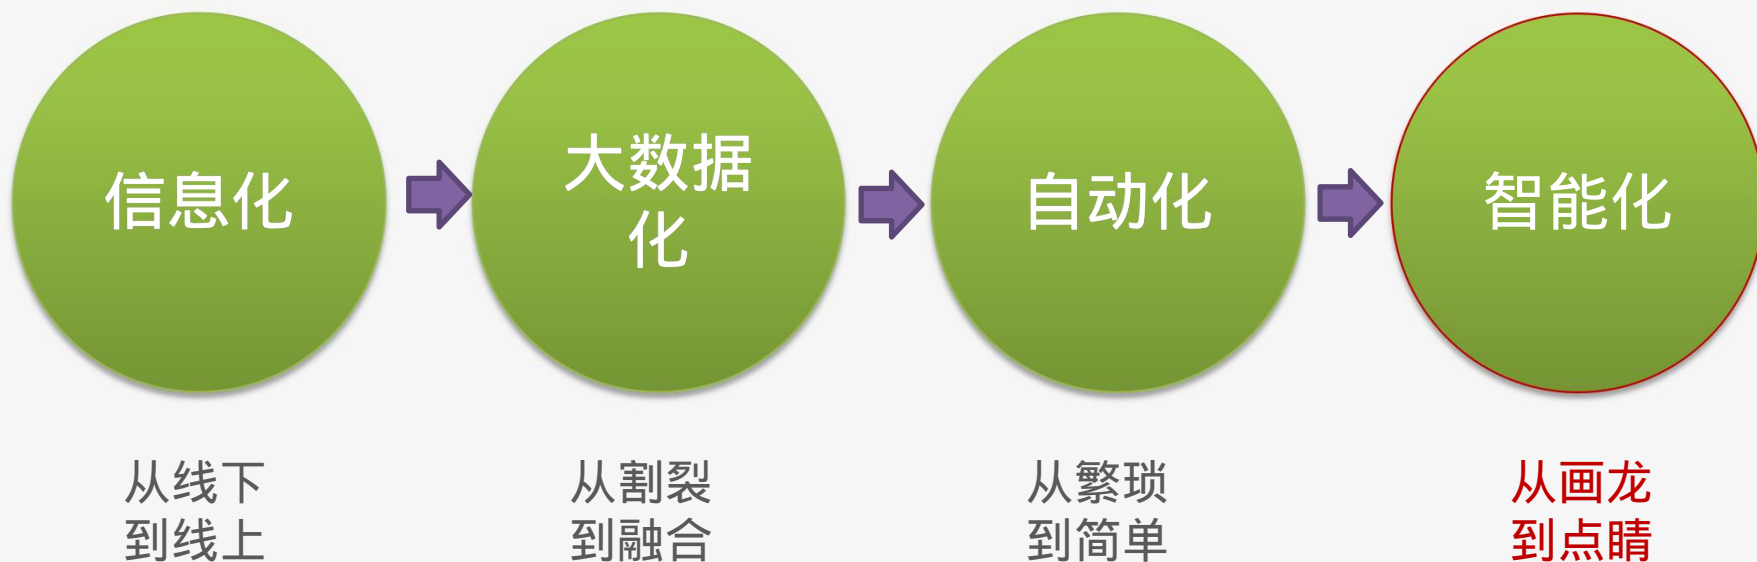 信息化
大数据
化
自动化
智能化
从线下
到线上
从割裂
到融合
从繁琐
到简单
从画龙
到点睛